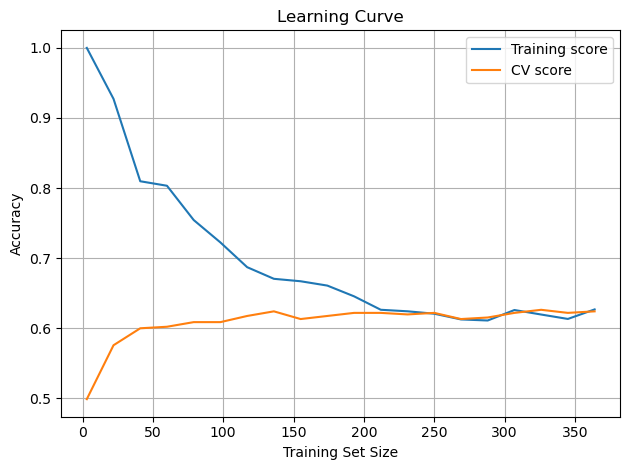 Learning Curve
Training score
CV score
1.0
0.9
0.8
0.7
0.6
0.5
Accuracy
0 50 100 150 200 250 300 350
Training Set Size